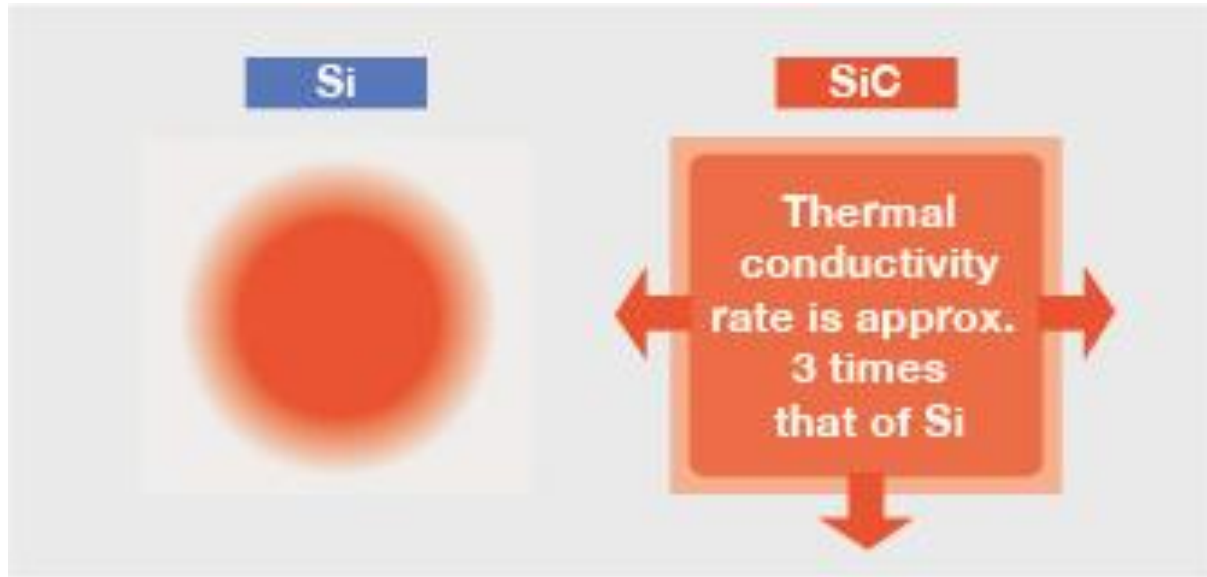 Si
SiC
Thermal
conductivity
rate is approx.
3 times
that of Si